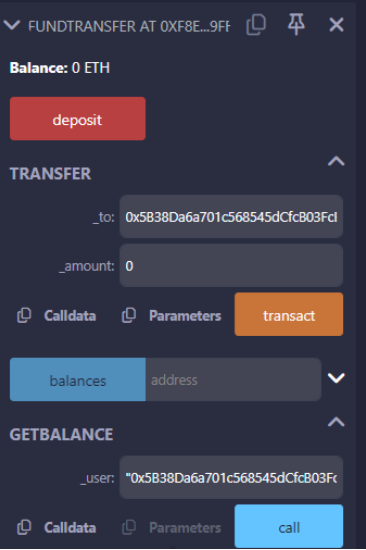 FUNDTRANSFER AT 0XF8E...9FF
Balance: 0 ETH
deposit
TRANSFER
_to: 0x5B38Da6a701c568545dCfcB03Fcl
_amount: 0
Calldata Parameters transact
balances address
GETBALANCE
_user: "0x5B38Da6a701c568545dCfcB03Fc
Calldata Parameters call